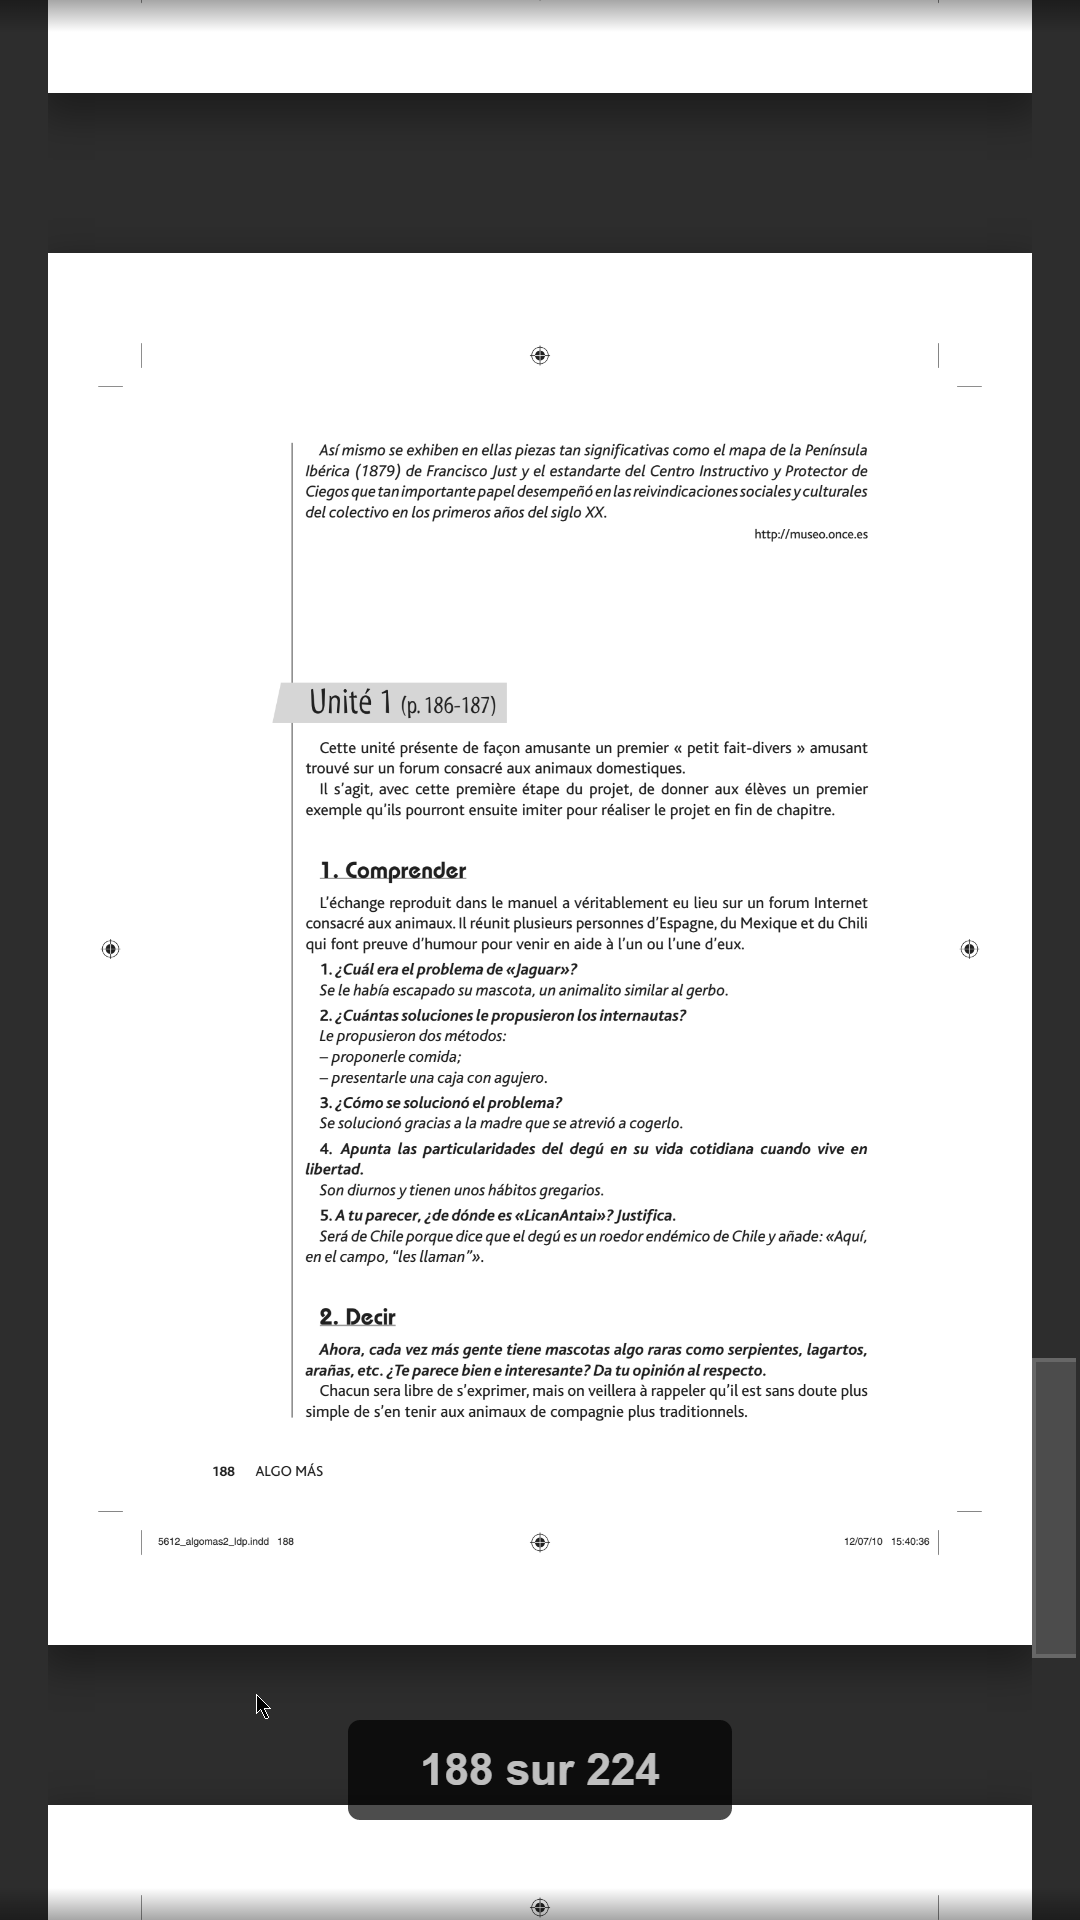 Así mismo se exhiben en ellas piezas tan significativas como el mapa de la Península
Ibérica (1879) de Francisco Just y el estandarte del Centro Instructivo y Protector de
Ciegos que tan importante papel desempeñó en las reivindicaciones sociales y culturales
del colectivo en los primeros años del siglo XX.
http://museo.once.es
Unité 1 (p. 186-187)
Cette unité présente de façon amusante un premier « petit fait-divers » amusant
trouvé sur un forum consacré aux animaux domestiques.
Il s’agit, avec cette première étape du projet, de donner aux élèves un premier
exemple qu’ils pourront ensuite imiter pour réaliser le projet en fin de chapitre.
1. Comprender
L’échange reproduit dans le manuel a véritablement eu lieu sur un forum Internet
consacré aux animaux. Il réunit plusieurs personnes d’Espagne, du Mexique et du Chili
qui font preuve d’humour pour venir en aide à l’un ou l’une d’eux.
1. ¿Cuál era el problema de «Jaguar»?
Se le había escapado su mascota, un animalito similar al gerbo.
2. ¿Cuántas soluciones le propusieron los internautas?
Le propusieron dos métodos:
– proponerle comida;
– presentarle una caja con agujero.
3. ¿Cómo se solucionó el problema?
Se solucionó gracias a la madre que se atrevió a cogerlo.
4. Apunta las particularidades del degú en su vida cotidiana cuando vive en
libertad.
Son diurnos y tienen unos hábitos gregarios.
5. A tu parecer, ¿de dónde es «LicanAntai»? Justifica.
Será de Chile porque dice que el degú es un roedor endémico de Chile y añade: «Aquí,
en el campo, “les llaman”».
2. Decir
Ahora, cada vez más gente tiene mascotas algo raras como serpientes, lagartos,
arañas, etc. ¿Te parece bien e interesante? Da tu opinión al respecto.
Chacun sera libre de s’exprimer, mais on veillera à rappeler qu’il est sans doute plus
simple de s’en tenir aux animaux de compagnie plus traditionnels.
188 ALGO MÁS
5612_algomas2_ldp.indd 188 12/07/10 15:40:36
188 sur 224